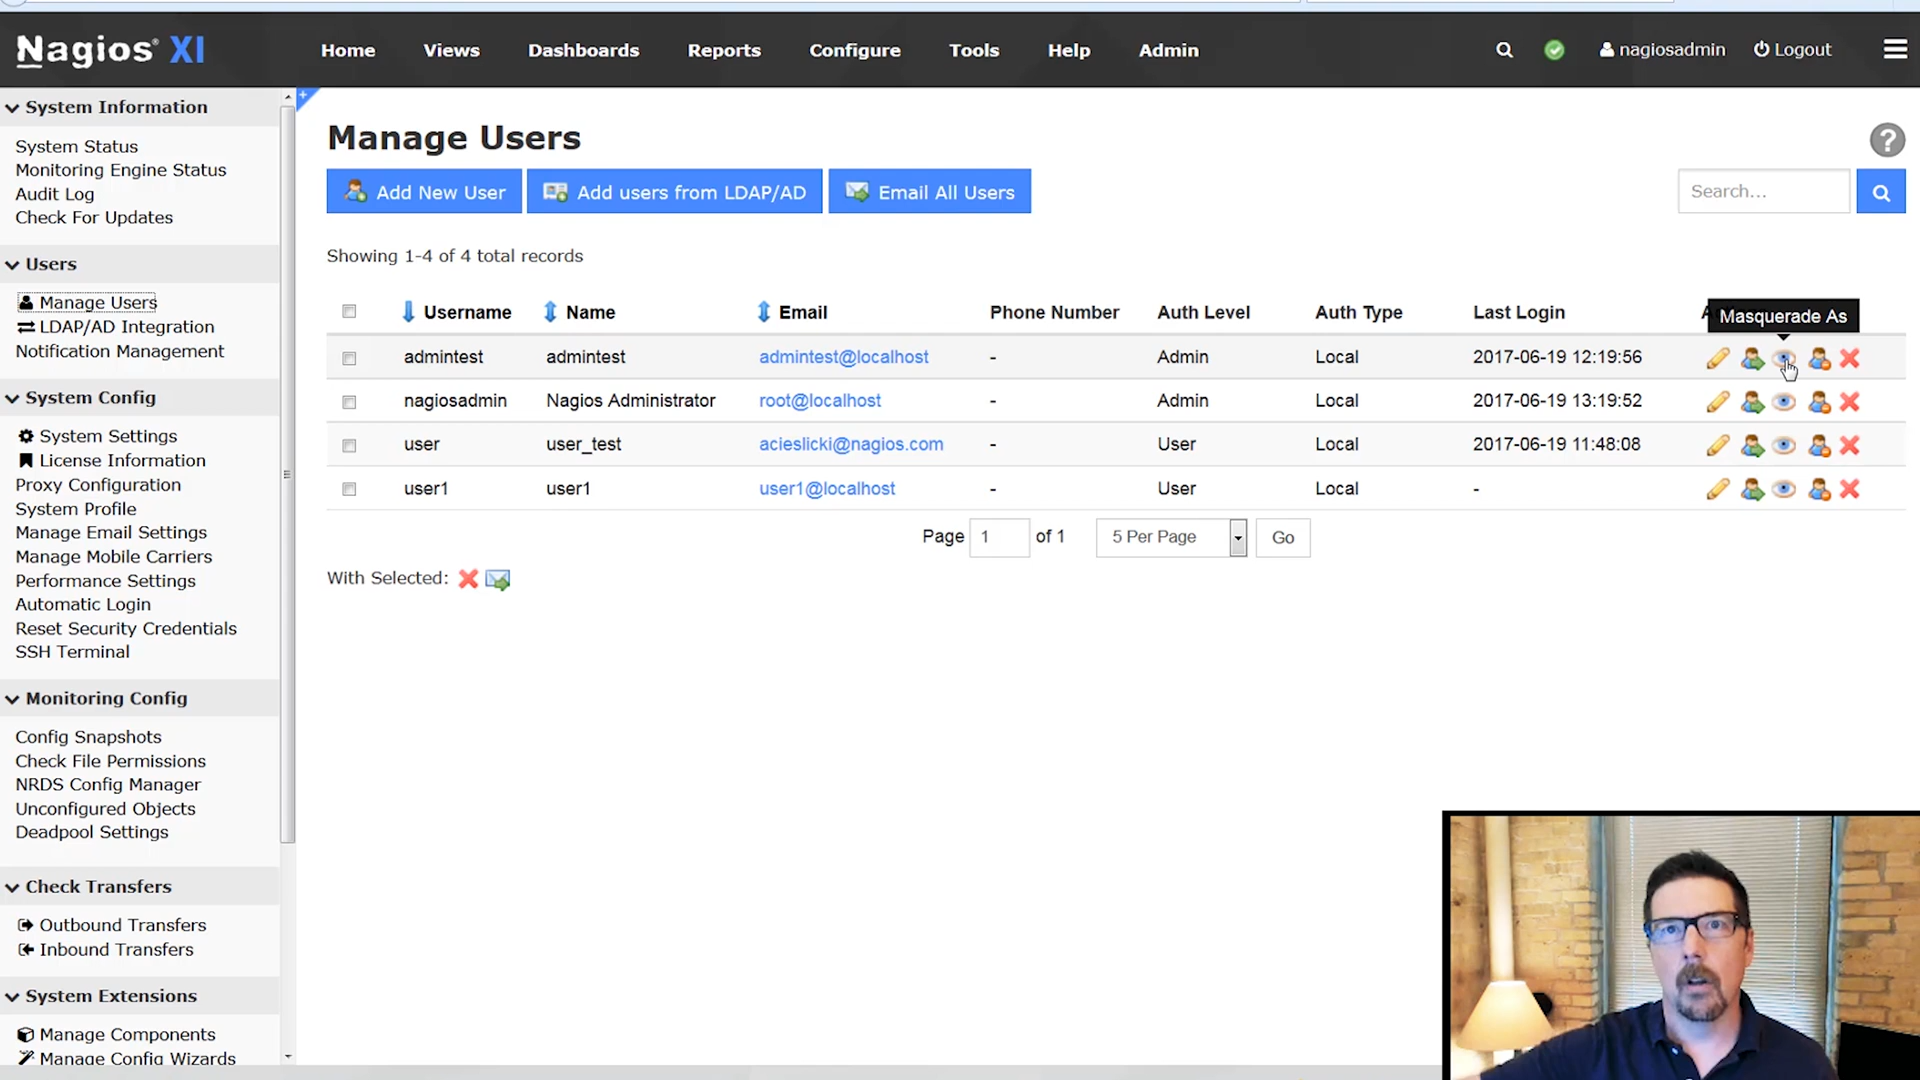 Nagios® XI
Home Views Dashboards Reports Configure Tools Help Admin
nagiosadmin Logout
System Information
System Status
Monitoring Engine Status
Audit Log
Check For Updates
Users
Manage Users
LDAP/AD Integration
Notification Management
System Config
System Settings
License Information
Proxy Configuration
System Profile
Manage Email Settings
Manage Mobile Carriers
Performance Settings
Automatic Login
Reset Security Credentials
SSH Terminal
Monitoring Config
Config Snapshots
Check File Permissions
NRDS Config Manager
Unconfigured Objects
Deadpool Settings
Check Transfers
Outbound Transfers
Inbound Transfers
System Extensions
Manage Components
Manage Config Wizards
Manage Users
?
Add New User Add users from LDAP/AD Email All Users
Search...
Showing 1-4 of 4 total records
Masquerade As
Username Name Email Phone Number Auth Level Auth Type Last Login
admintest admintest admintest@localhost - Admin Local 2017-06-19 12:19:56
nagiosadmin Nagios Administrator root@localhost - Admin Local 2017-06-19 13:19:52
user user_test acieslicki@nagios.com - User Local 2017-06-19 11:48:08
user1 user1 user1@localhost - User Local -
Page 1 of 1 5 Per Page Go
With Selected: